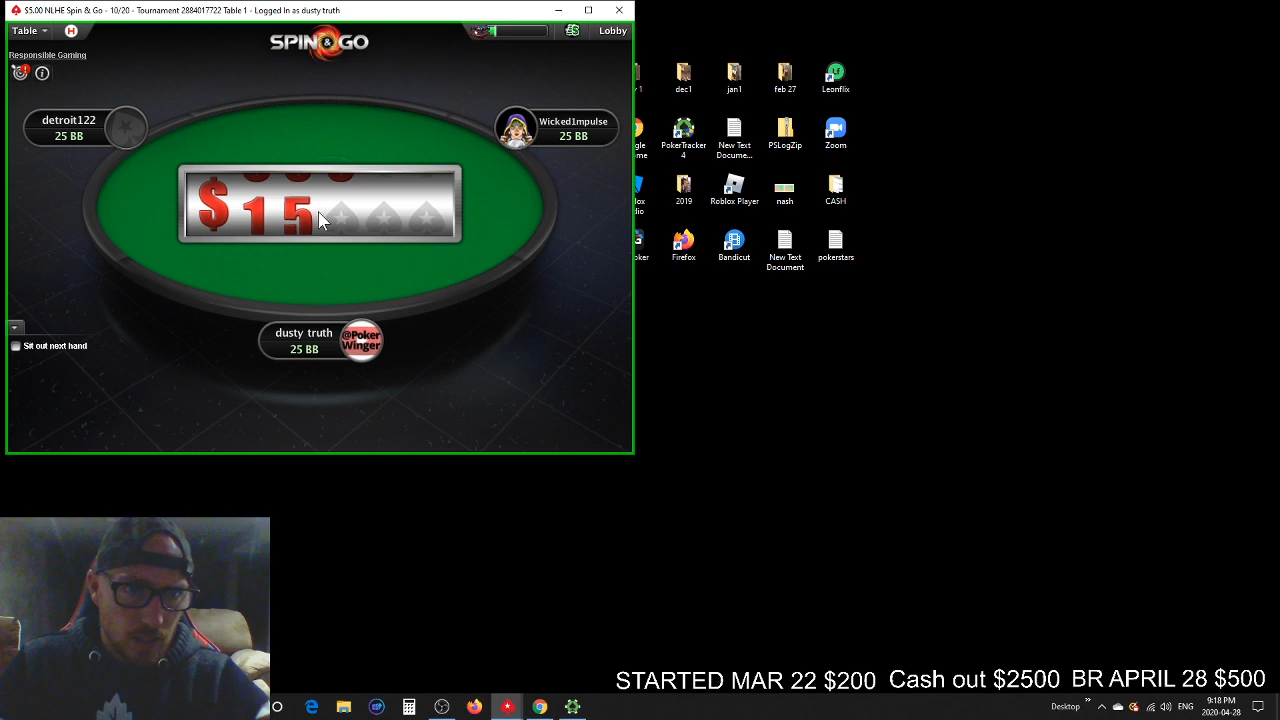 $5.00 NLHE Spin & Go - 10/20 - Tournament 2884017722 Table 1 - Logged In as dusty truth
Table
H
Lobby
SPIN&GO
Responsible Gaming
detroit122
25 BB
Wicked1mpulse
25 BB
$15
dusty truth
25 BB
@Poker
Winger
Sit out next hand
dec1
jan1
feb 27
Leonflix
PokerTracker
4
New Text
Docume...
PSLogZip
Zoom
2019
Roblox Player
nash
CASH
Firefox
Bandicut
New Text
Document
pokerstars
STARTED MAR 22 $200
Cash out $2500
BR APRIL 28 $500
Desktop
ENG
9:18 PM
2020-04-28